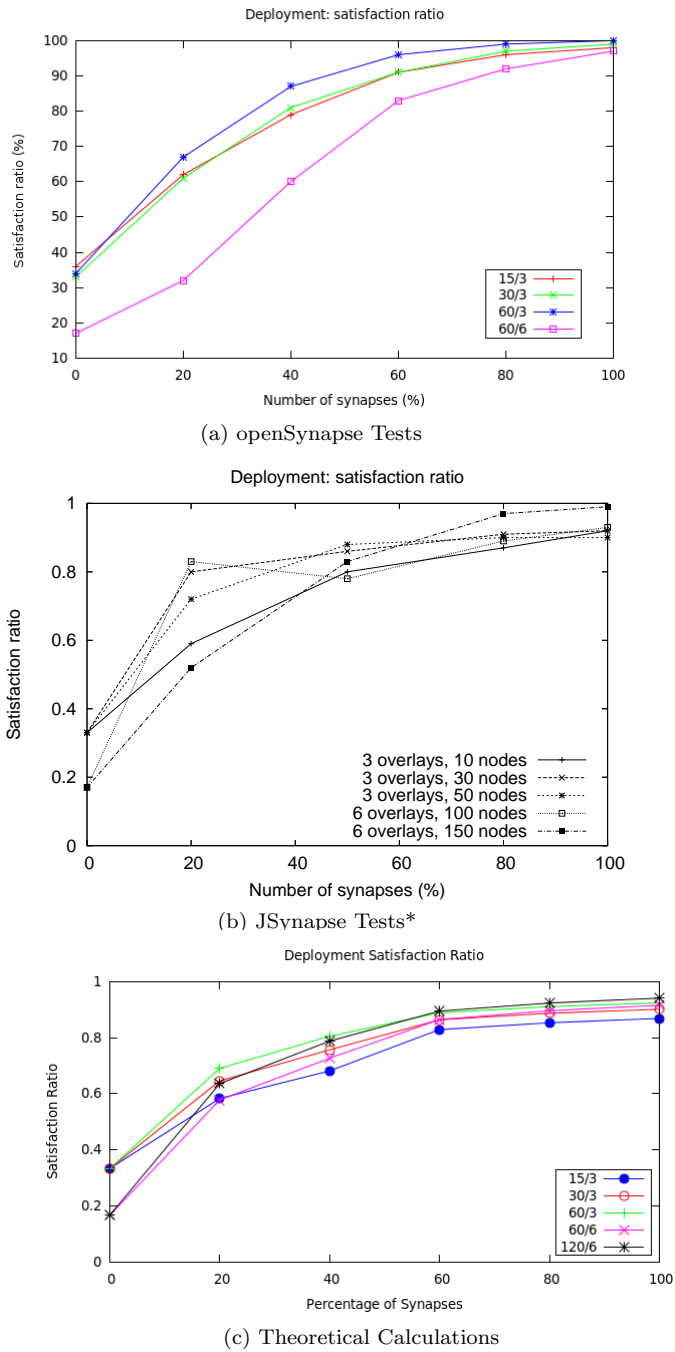 Deployment: satisfaction ratio
100
90
80
70
60
50
40
30
20
10
Satisfaction ratio (%)
15/3
30/3
60/3
60/6
0 20 40 60 80 100
Number of synapses (%)
(a) openSynapse Tests
Deployment: satisfaction ratio
1
0.8
0.6
0.4
0.2
0
Satisfaction ratio
3 overlays, 10 nodes
3 overlays, 30 nodes
3 overlays, 50 nodes
6 overlays, 100 nodes
6 overlays, 150 nodes
0 20 40 60 80 100
Number of synapses (%)
(b) JSynapse Tests*
Deployment Satisfaction Ratio
1
0.8
0.6
0.4
0.2
0
Satisfaction Ratio
15/3
30/3
60/3
60/6
120/6
0 20 40 60 80 100
Percentage of Synapses
(c) Theoretical Calculations